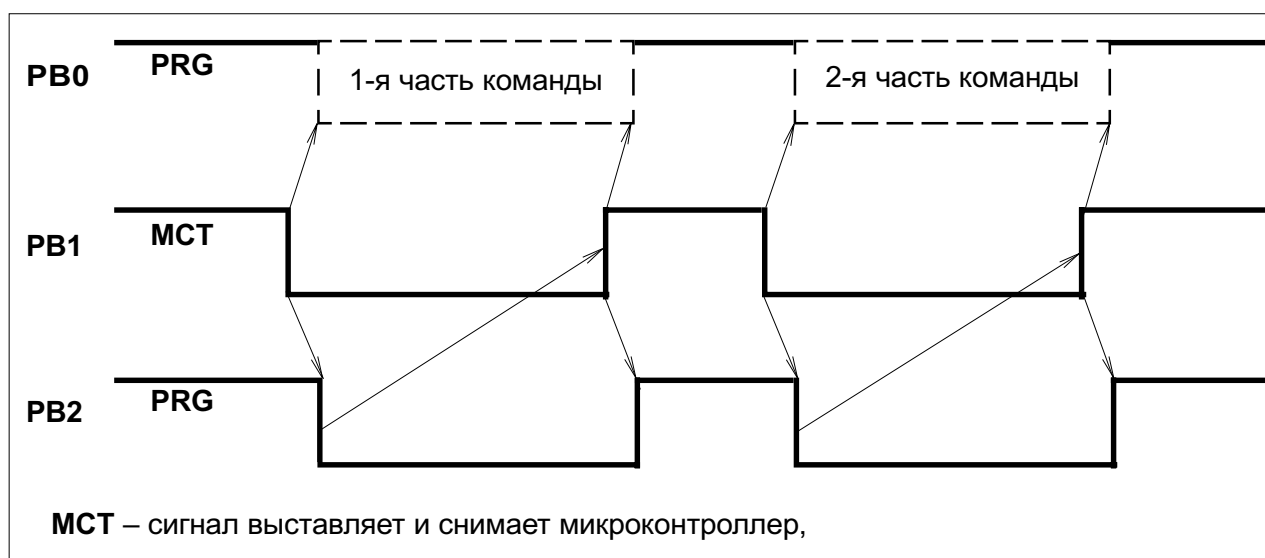 PB0 PRG 1-я часть команды 2-я часть команды
PB1 MCT
PB2 PRG
MCT – сигнал выставляет и снимает микроконтроллер,